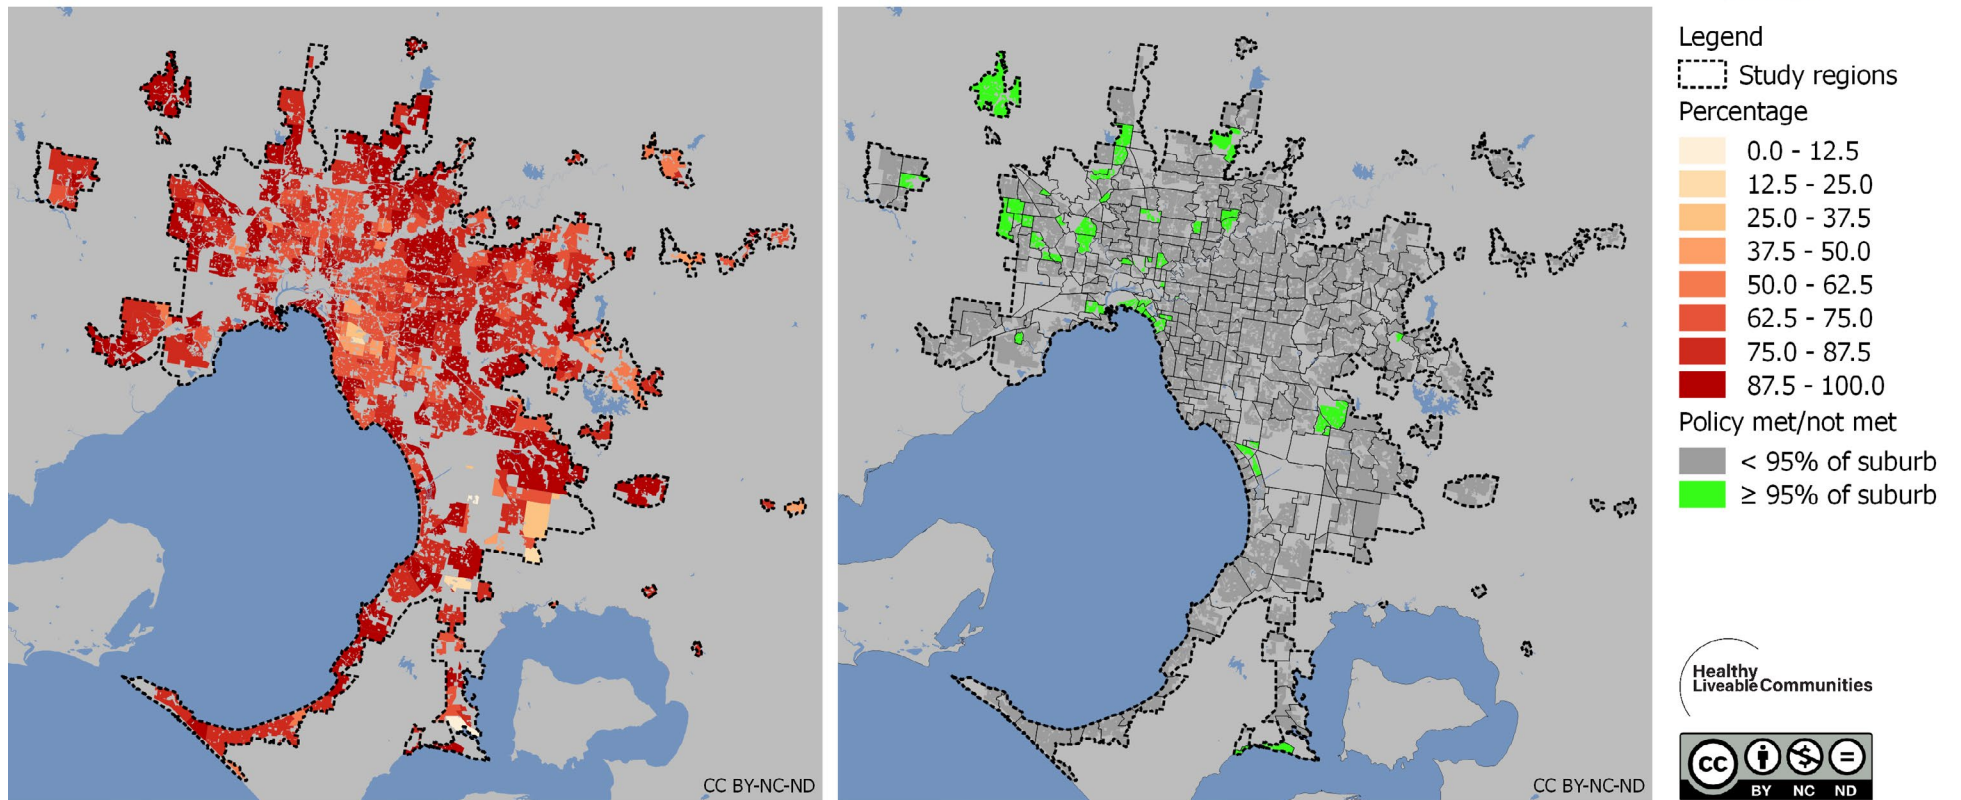 CC BY-NC-ND
CC BY-NC-ND
Legend
Study regions
Percentage
0.0 - 12.5
12.5 - 25.0
25.0 - 37.5
37.5 - 50.0
50.0 - 62.5
62.5 - 75.0
75.0 - 87.5
87.5 - 100.0
Policy met/not met
< 95% of suburb
≥ 95% of suburb
Healthy
Liveable Communities
cc
BY NC ND